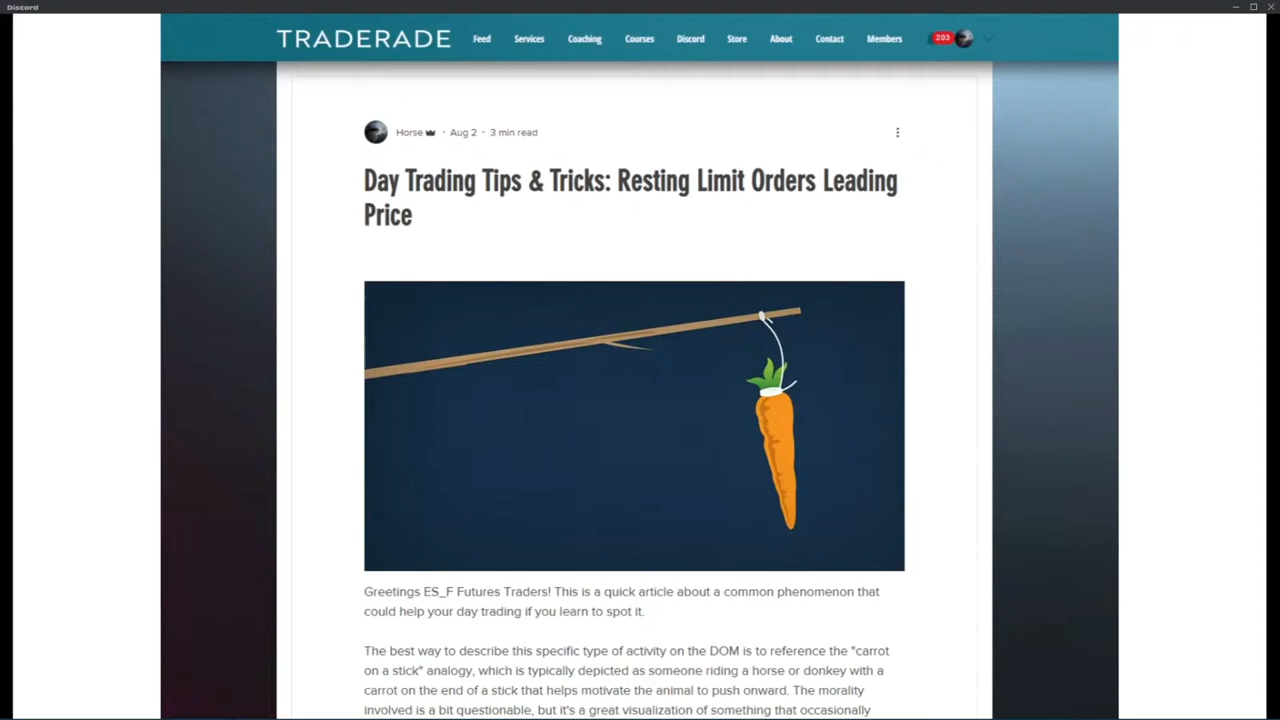 Discord
TRADERADE Feed Services Coaching Courses Discord Store About Contact Members 203
Horse · Aug 2 · 3 min read
Day Trading Tips & Tricks: Resting Limit Orders Leading
Price
Greetings ES_F Futures Traders! This is a quick article about a common phenomenon that
could help your day trading if you learn to spot it.
The best way to describe this specific type of activity on the DOM is to reference the "carrot
on a stick" analogy, which is typically depicted as someone riding a horse or donkey with a
carrot on the end of a stick that helps motivate the animal to push onward. The morality
involved is a bit questionable, but it's a great visualization of something that occasionally